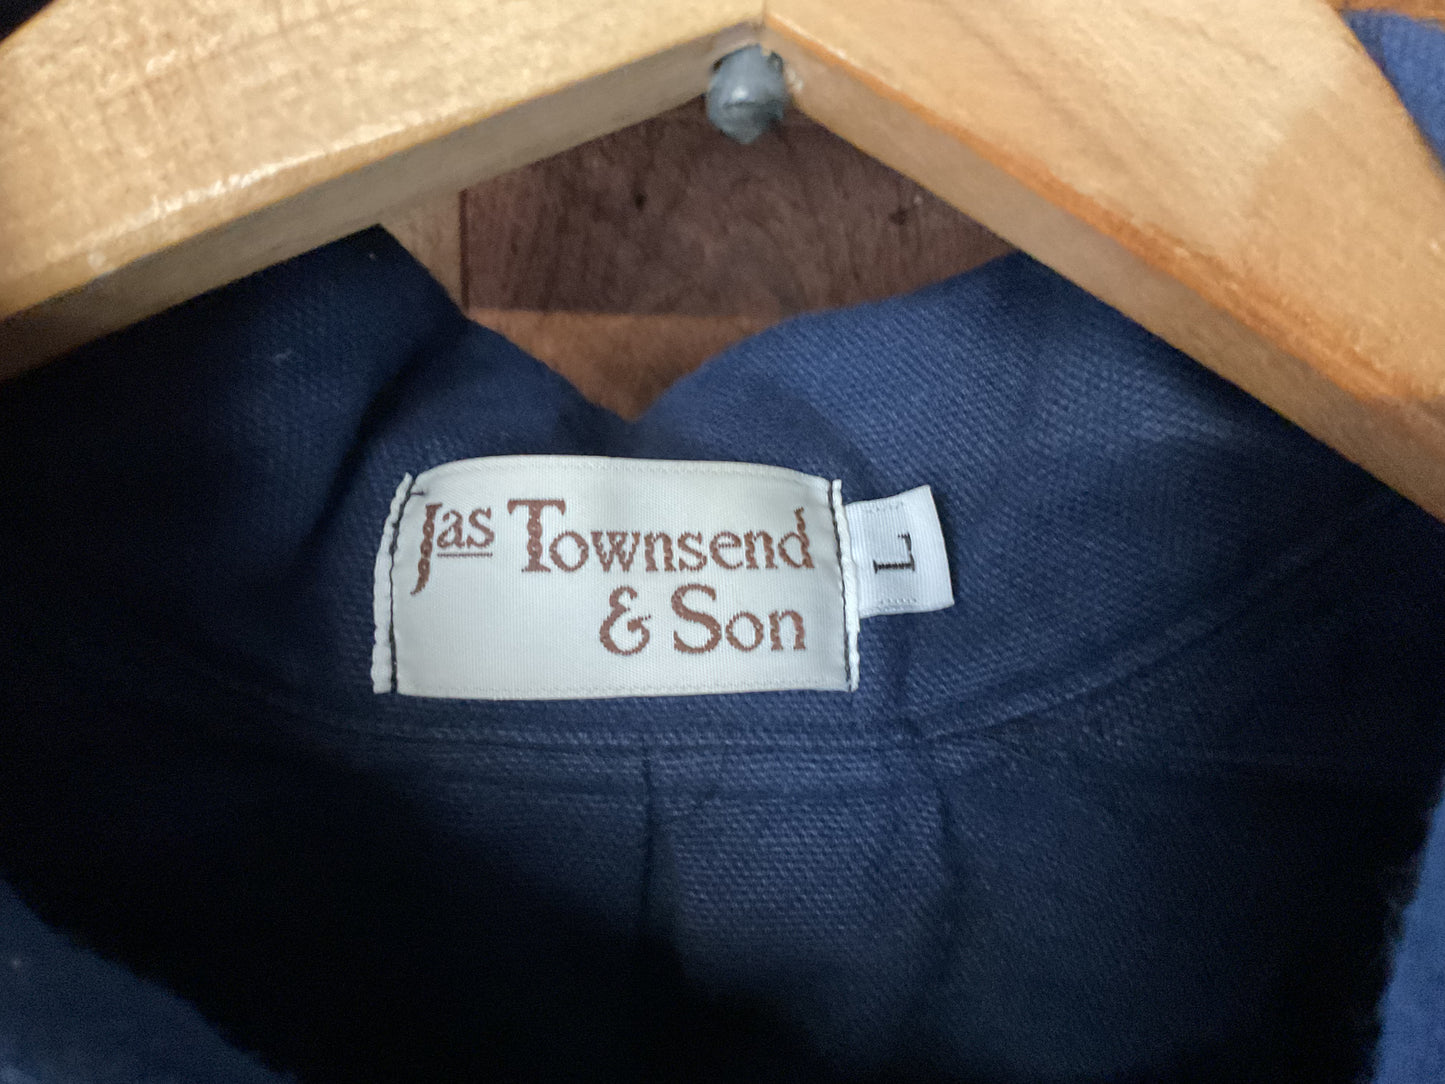 Jas Townsend
& Son
L